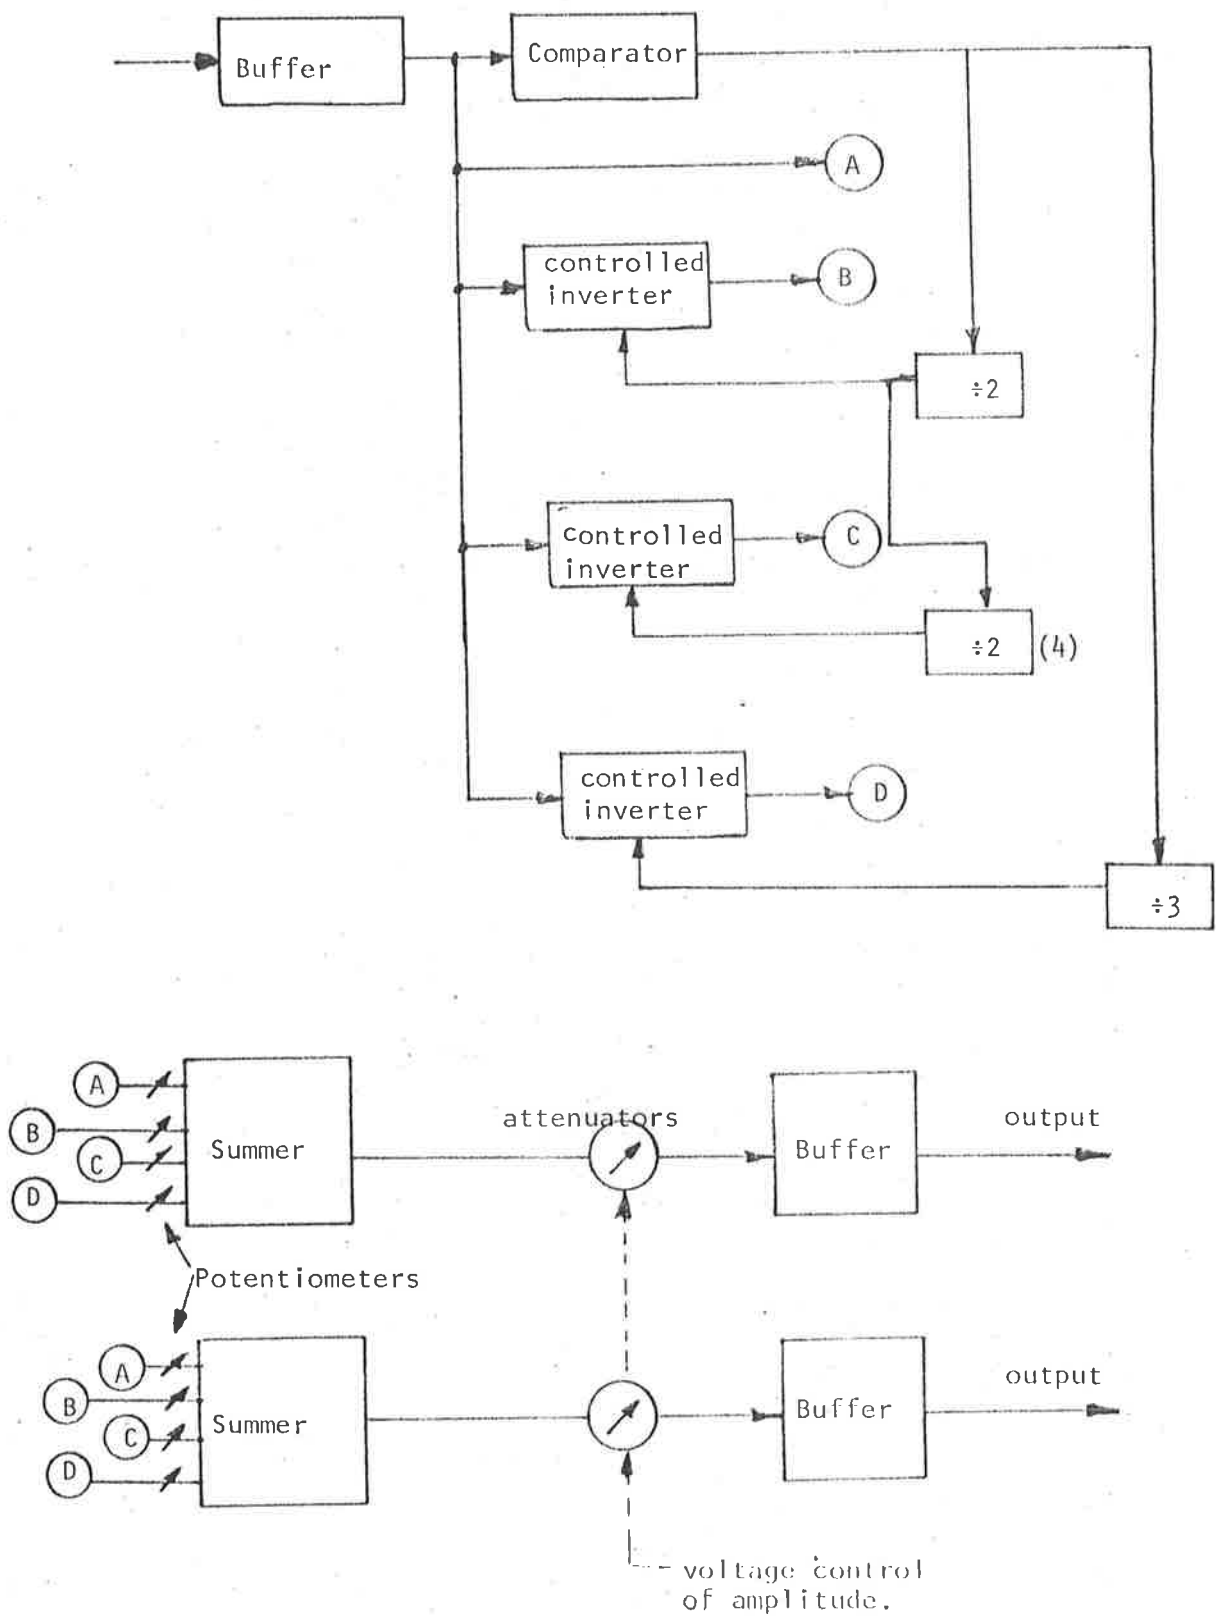 Buffer
Comparator
A
controlled
inverter
B
÷2
controlled
inverter
C
÷2 (4)
controlled
inverter
D
÷3
A
B
C
D
Summer
attenuators
Buffer
output
Potentiometers
A
B
C
D
Summer
Buffer
output
voltage control
of amplitude.